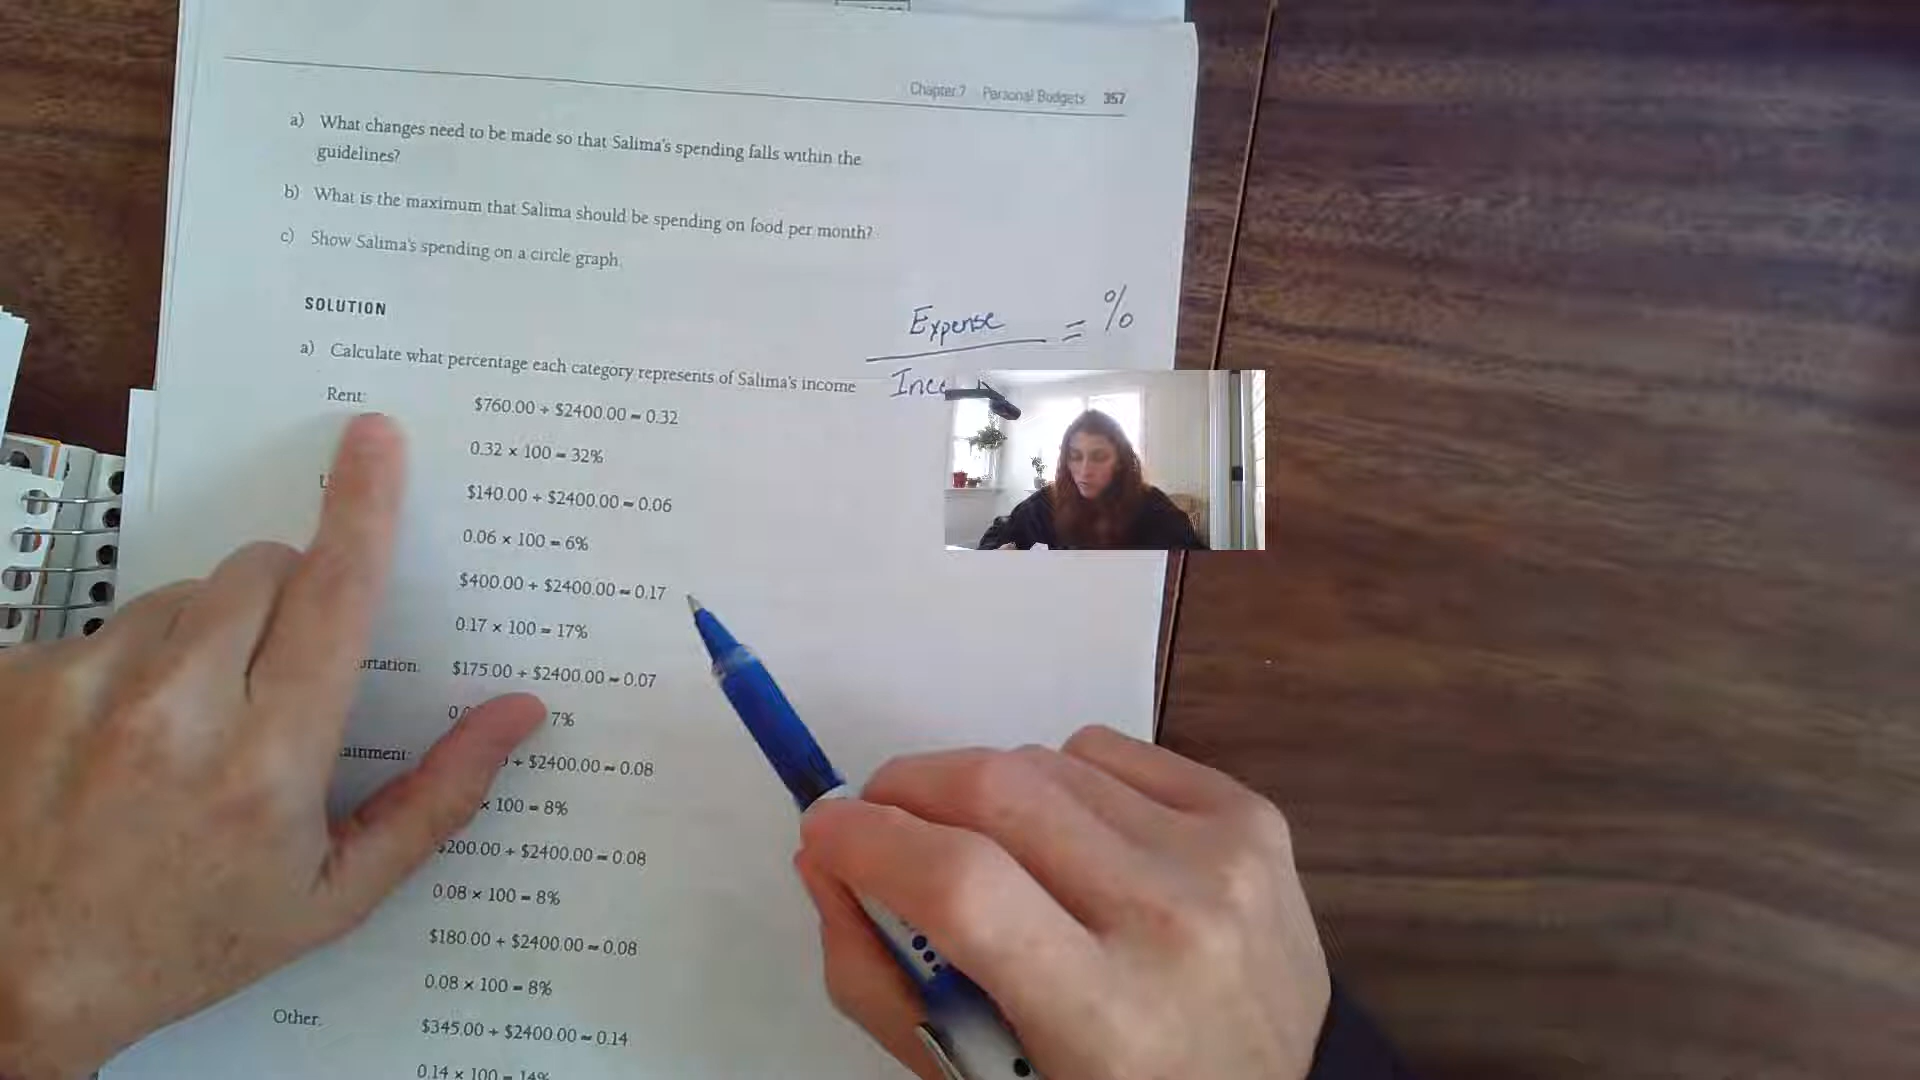 Chapter 7 Personal Budgets 357
a) What changes need to be made so that Salima's spending falls within the
guidelines?
b) What is the maximum that Salima should be spending on food per month?
c) Show Salima's spending on a circle graph.
SOLUTION
Expense = %
a) Calculate what percentage each category represents of Salima's income
Rent: $760.00 ÷ $2400.00 ≈ 0.32
0.32 × 100 = 32%
$140.00 ÷ $2400.00 ≈ 0.06
0.06 × 100 = 6%
$400.00 ÷ $2400.00 ≈ 0.17
0.17 × 100 = 17%
$175.00 ÷ $2400.00 ≈ 0.07
7%
÷ $2400.00 ≈ 0.08
× 100 = 8%
$200.00 ÷ $2400.00 ≈ 0.08
0.08 × 100 = 8%
$180.00 ÷ $2400.00 ≈ 0.08
0.08 × 100 = 8%
Other: $345.00 ÷ $2400.00 ≈ 0.14
0.14 × 100 = 14%